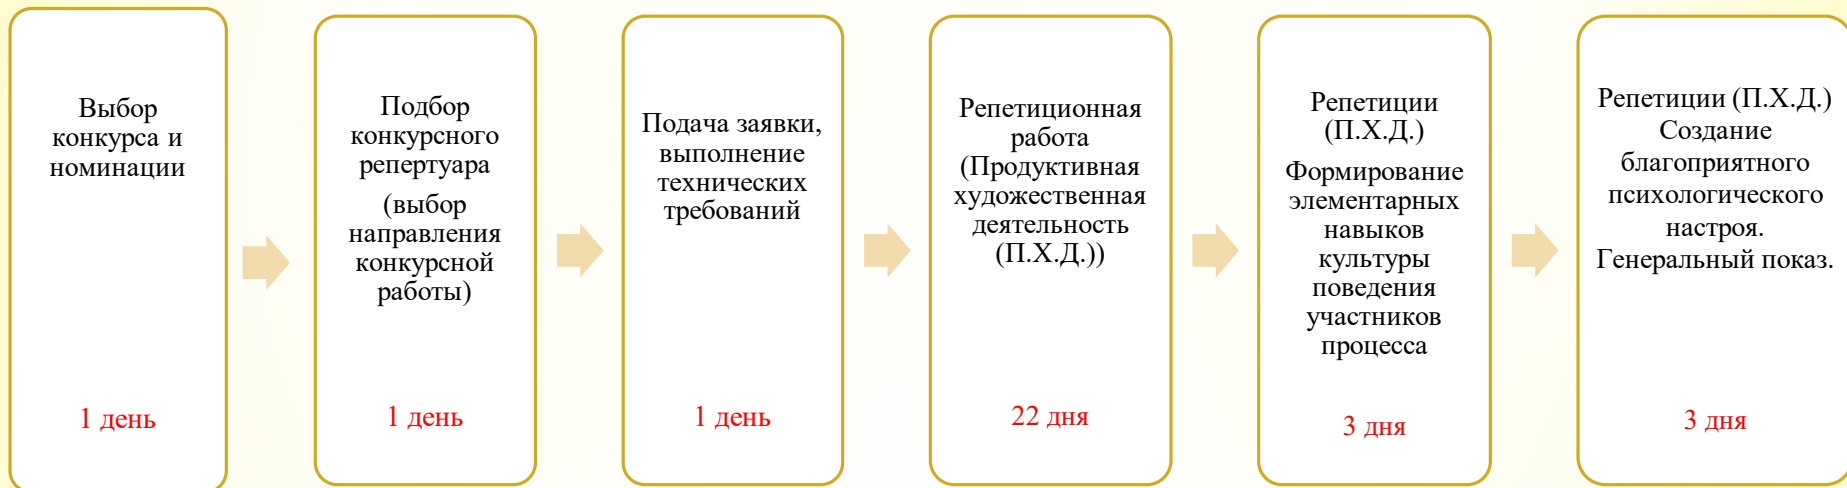 Выбор
конкурса и
номинации
1 день
Подбор
конкурсного
репертуара
(выбор
направления
конкурсной
работы)
1 день
Подача заявки,
выполнение
технических
требований
1 день
Репетиционная
работа
(Продуктивная
художественная
деятельность
(П.Х.Д.))
22 дня
Репетиции
(П.Х.Д.)
Формирование
элементарных
навыков
культуры
поведения
участников
процесса
3 дня
Репетиции (П.Х.Д.)
Создание
благоприятного
психологического
настроя.
Генеральный показ.
3 дня